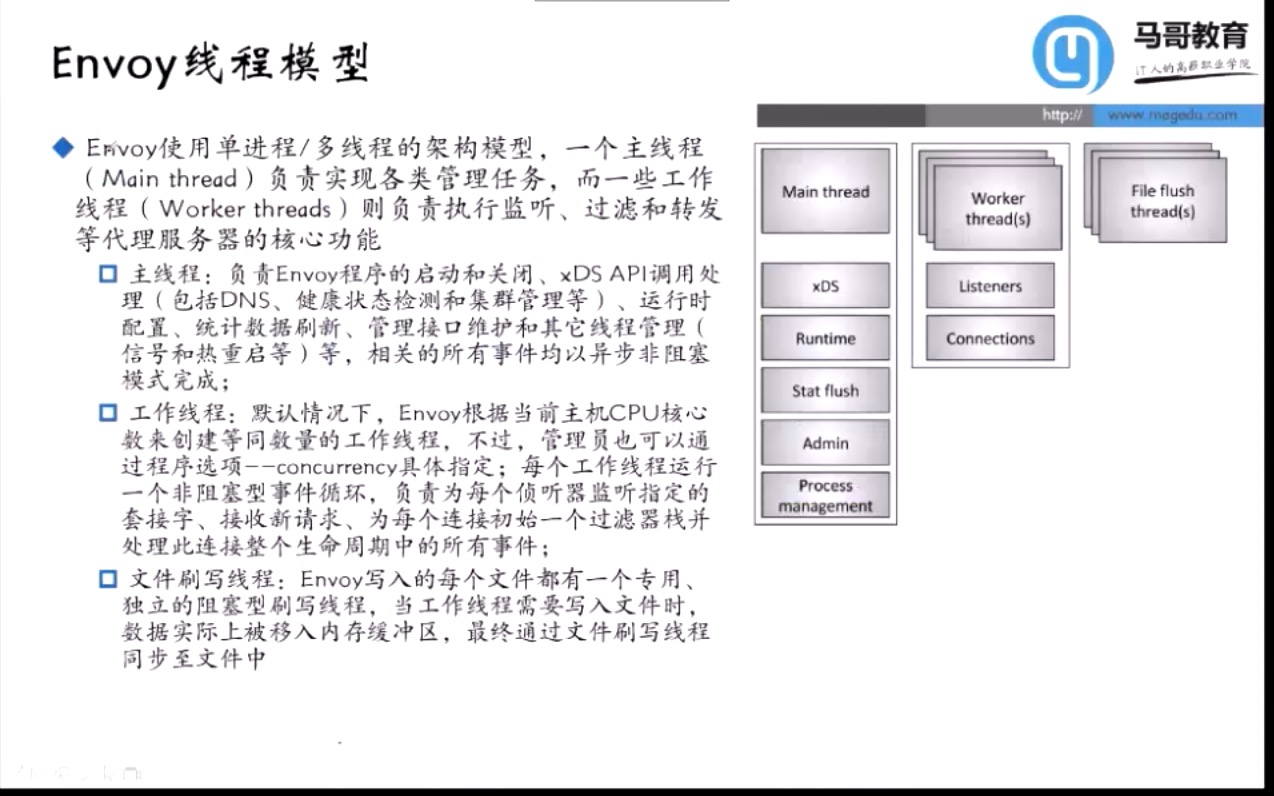 Envoy线程模型
马哥教育
IT人的高薪职业学院
http://
www.magedu.com
Envoy使用单进程/多线程的架构模型，一个主线程
（Main thread）负责实现各类管理任务，而一些工作
线程（Worker threads）则负责执行监听、过滤和转发
等代理服务器的核心功能
主线程：负责Envoy程序的启动和关闭、xDS API调用处
理（包括DNS、健康状态检测和集群管理等）、运行时
配置、统计数据刷新、管理接口维护和其它线程管理（
信号和热重启等）等，相关的所有事件均以异步非阻塞
模式完成；
工作线程：默认情况下，Envoy根据当前主机CPU核心
数来创建等同数量的工作线程，不过，管理员也可以通
过程序选项--concurrency具体指定；每个工作线程运行
一个非阻塞型事件循环，负责为每个侦听器监听指定的
套接字、接收新请求、为每个连接初始一个过滤器栈并
处理此连接整个生命周期中的所有事件；
文件刷写线程：Envoy写入的每个文件都有一个专用、
独立的阻塞型刷写线程，当工作线程需要写入文件时，
数据实际上被移入内存缓冲区，最终通过文件刷写线程
同步至文件中
Main thread
xDS
Runtime
Stat flush
Admin
Process
management
Worker
thread(s)
Listeners
Connections
File flush
thread(s)